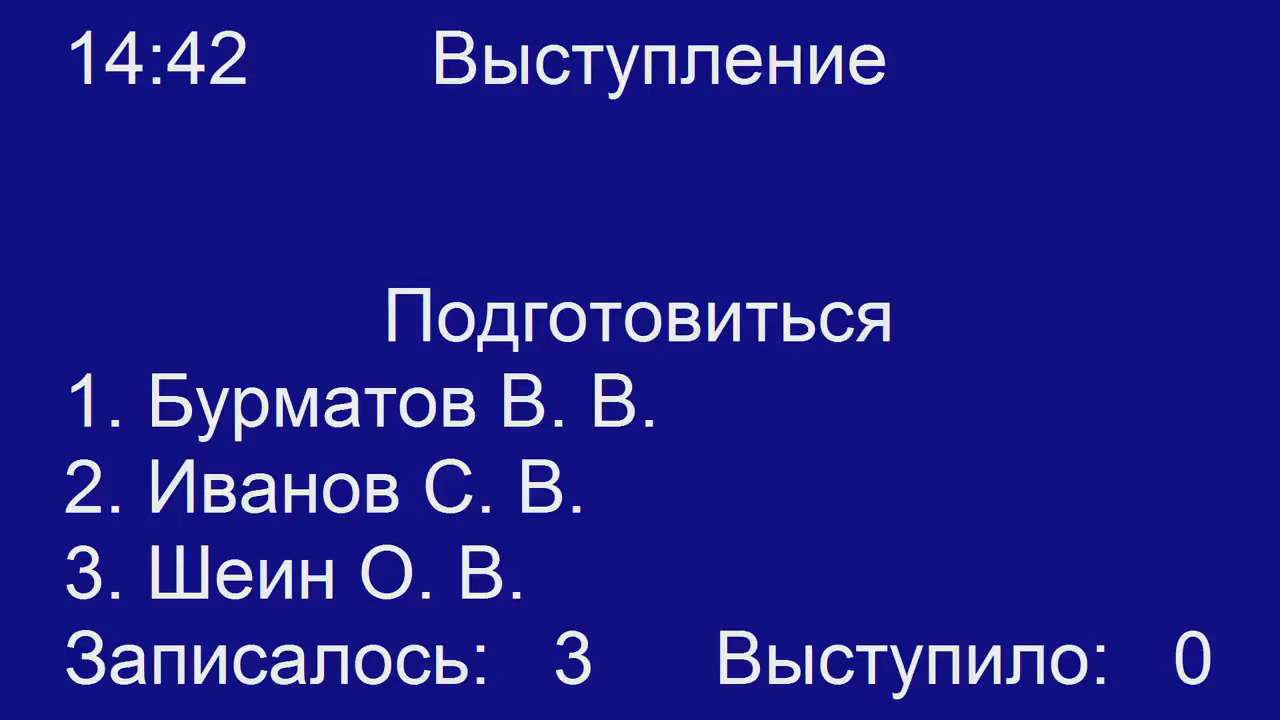 14:42 Выступление
Подготовиться
1. Бурматов В. В.
2. Иванов С. В.
3. Шеин О. В.
Записалось: 3 Выступило: 0